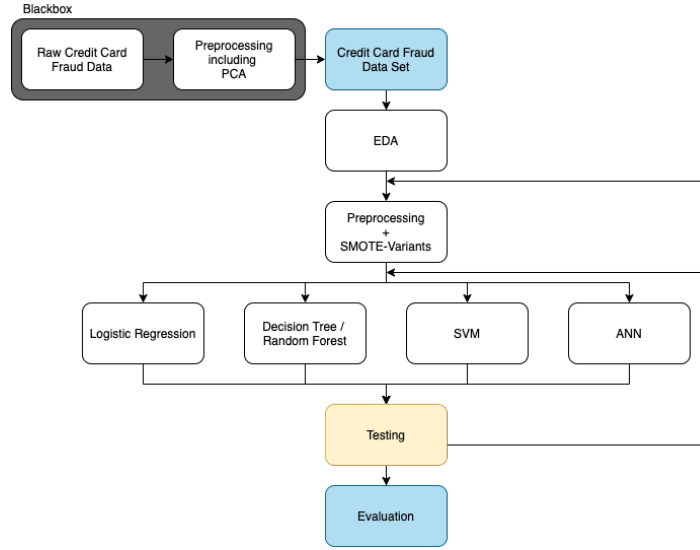 Blackbox
Raw Credit Card
Fraud Data
Preprocessing
including
PCA
Credit Card Fraud
Data Set
EDA
Preprocessing
+
SMOTE-Variants
Logistic Regression
Decision Tree /
Random Forest
SVM
ANN
Testing
Evaluation